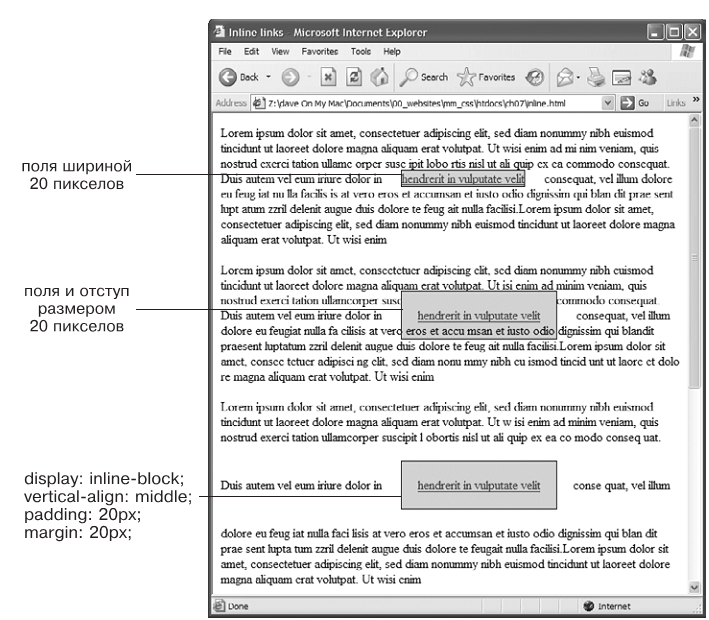 Inline links - Microsoft Internet Explorer
File Edit View Favorites Tools Help
Back Search Favorites
Address Z:\dave On My Mac\Documents\00_websites\mm_css\htdocs\ch07\inline.html Go Links »
Lorem ipsum dolor sit amet, consectetuer adipiscing elit, sed diam nonummy nibh euismod
tincidunt ut laoreet dolore magna aliquam erat volutpat. Ut wisi enim ad mi nim veniam, quis
nostrud exerci tation ullamc orper susc ipit lobo rtis nisl ut ali quip ex ea commodo consequat.
Duis autem vel eum iriure dolor in hendrerit in vulputate velit consequat, vel illum dolore
eu feug iat nu lla facilis is at vero eros et accumsan et iusto odio dignissim qui blan dit prae sent
lupt atum zzril delenit augue duis dolore te feug ait nulla facilisi.Lorem ipsum dolor sit amet,
consectetuer adipiscing elit, sed diam nonummy nibh euismod tincidunt ut laoreet dolore magna
aliquam erat volutpat. Ut wisi enim
поля шириной
20 пикселов
Lorem ipsum dolor sit amet, consectetuer adipiscing elit, sed diam nonummy nibh euismod
tincidunt ut laoreet dolore magna aliquam erat volutpat. Ut isi enim ad minim veniam, quis
nostrud exerci tation ullamcorper susc commodo consequat.
Duis autem vel eum iriure dolor in hendrerit in vulputate velit consequat, vel illum
dolore eu feugiat nulla fa cilisis at vero eros et accu msan et iusto odio dignissim qui blandit
praesent luptatum zzril delenit augue duis dolore te feugait nulla facilisi.Lorem ipsum dolor sit
amet, consec tetuer adipisci ng elit, sed diam nonu mmy nibh eu ismod tincid unt ut laore et dolo
re magna aliquam erat volutpat. Ut wisi enim
поля и отступ
размером
20 пикселов
Lorem ipsum dolor sit amet, consectetuer adipiscing elit, sed diam nonummy nibh euismod
tincidunt ut laoreet dolore magna aliquam erat volutpat. Ut w isi enim ad minim veniam, quis
nostrud exerci tation ullamcorper suscipit l obortis nisl ut ali quip ex ea co modo conseq uat.
Duis autem vel eum iriure dolor in hendrerit in vulputate velit conse quat, vel illum
dolore eu feug iat nulla faci lisis at vero eros et accumsan et iusto odio dignissim qui blan dit
prae sent lupta tum zzril delenit augue duis dolore te feugait nulla facilisi.Lorem ipsum dolor sit
amet, consectetuer adipiscing elit, sed diam nonummy nibh euismod tincidunt ut laoreet dolore
magna aliquam erat volutpat. Ut wisi enim
display: inline-block;
vertical-align: middle;
padding: 20px;
margin: 20px;
Done Internet